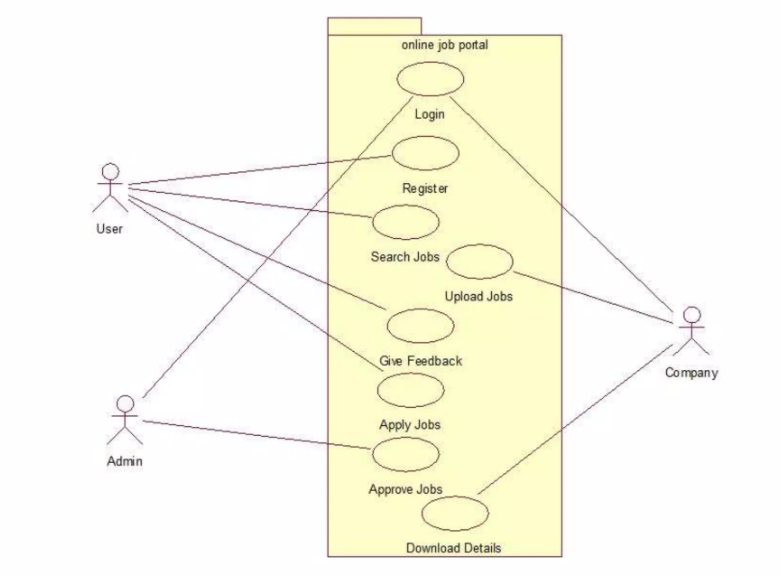 online job portal
Login
Register
User
Search Jobs
Upload Jobs
Give Feedback
Company
Apply Jobs
Admin
Approve Jobs
Download Details